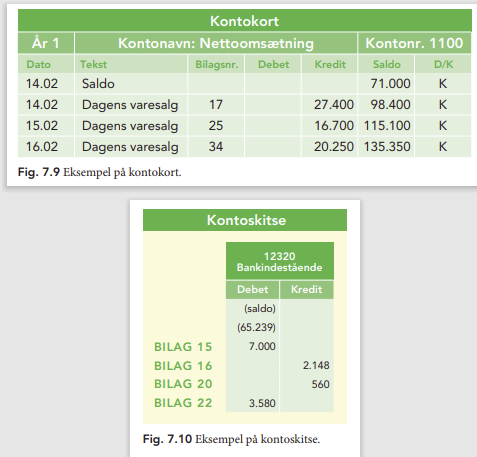 Kontokort
År 1 Kontonavn: Nettoomsætning Kontonr. 1100
Dato Tekst Bilagsnr. Debet Kredit Saldo D/K
14.02 Saldo 71.000 K
14.02 Dagens varesalg 17 27.400 98.400 K
15.02 Dagens varesalg 25 16.700 115.100 K
16.02 Dagens varesalg 34 20.250 135.350 K
Fig. 7.9 Eksempel på kontokort.
Kontoskitse
12320
Bankindestående
Debet Kredit
(saldo)
(65.239)
BILAG 15 7.000
BILAG 16 2.148
BILAG 20 560
BILAG 22 3.580
Fig. 7.10 Eksempel på kontoskitse.